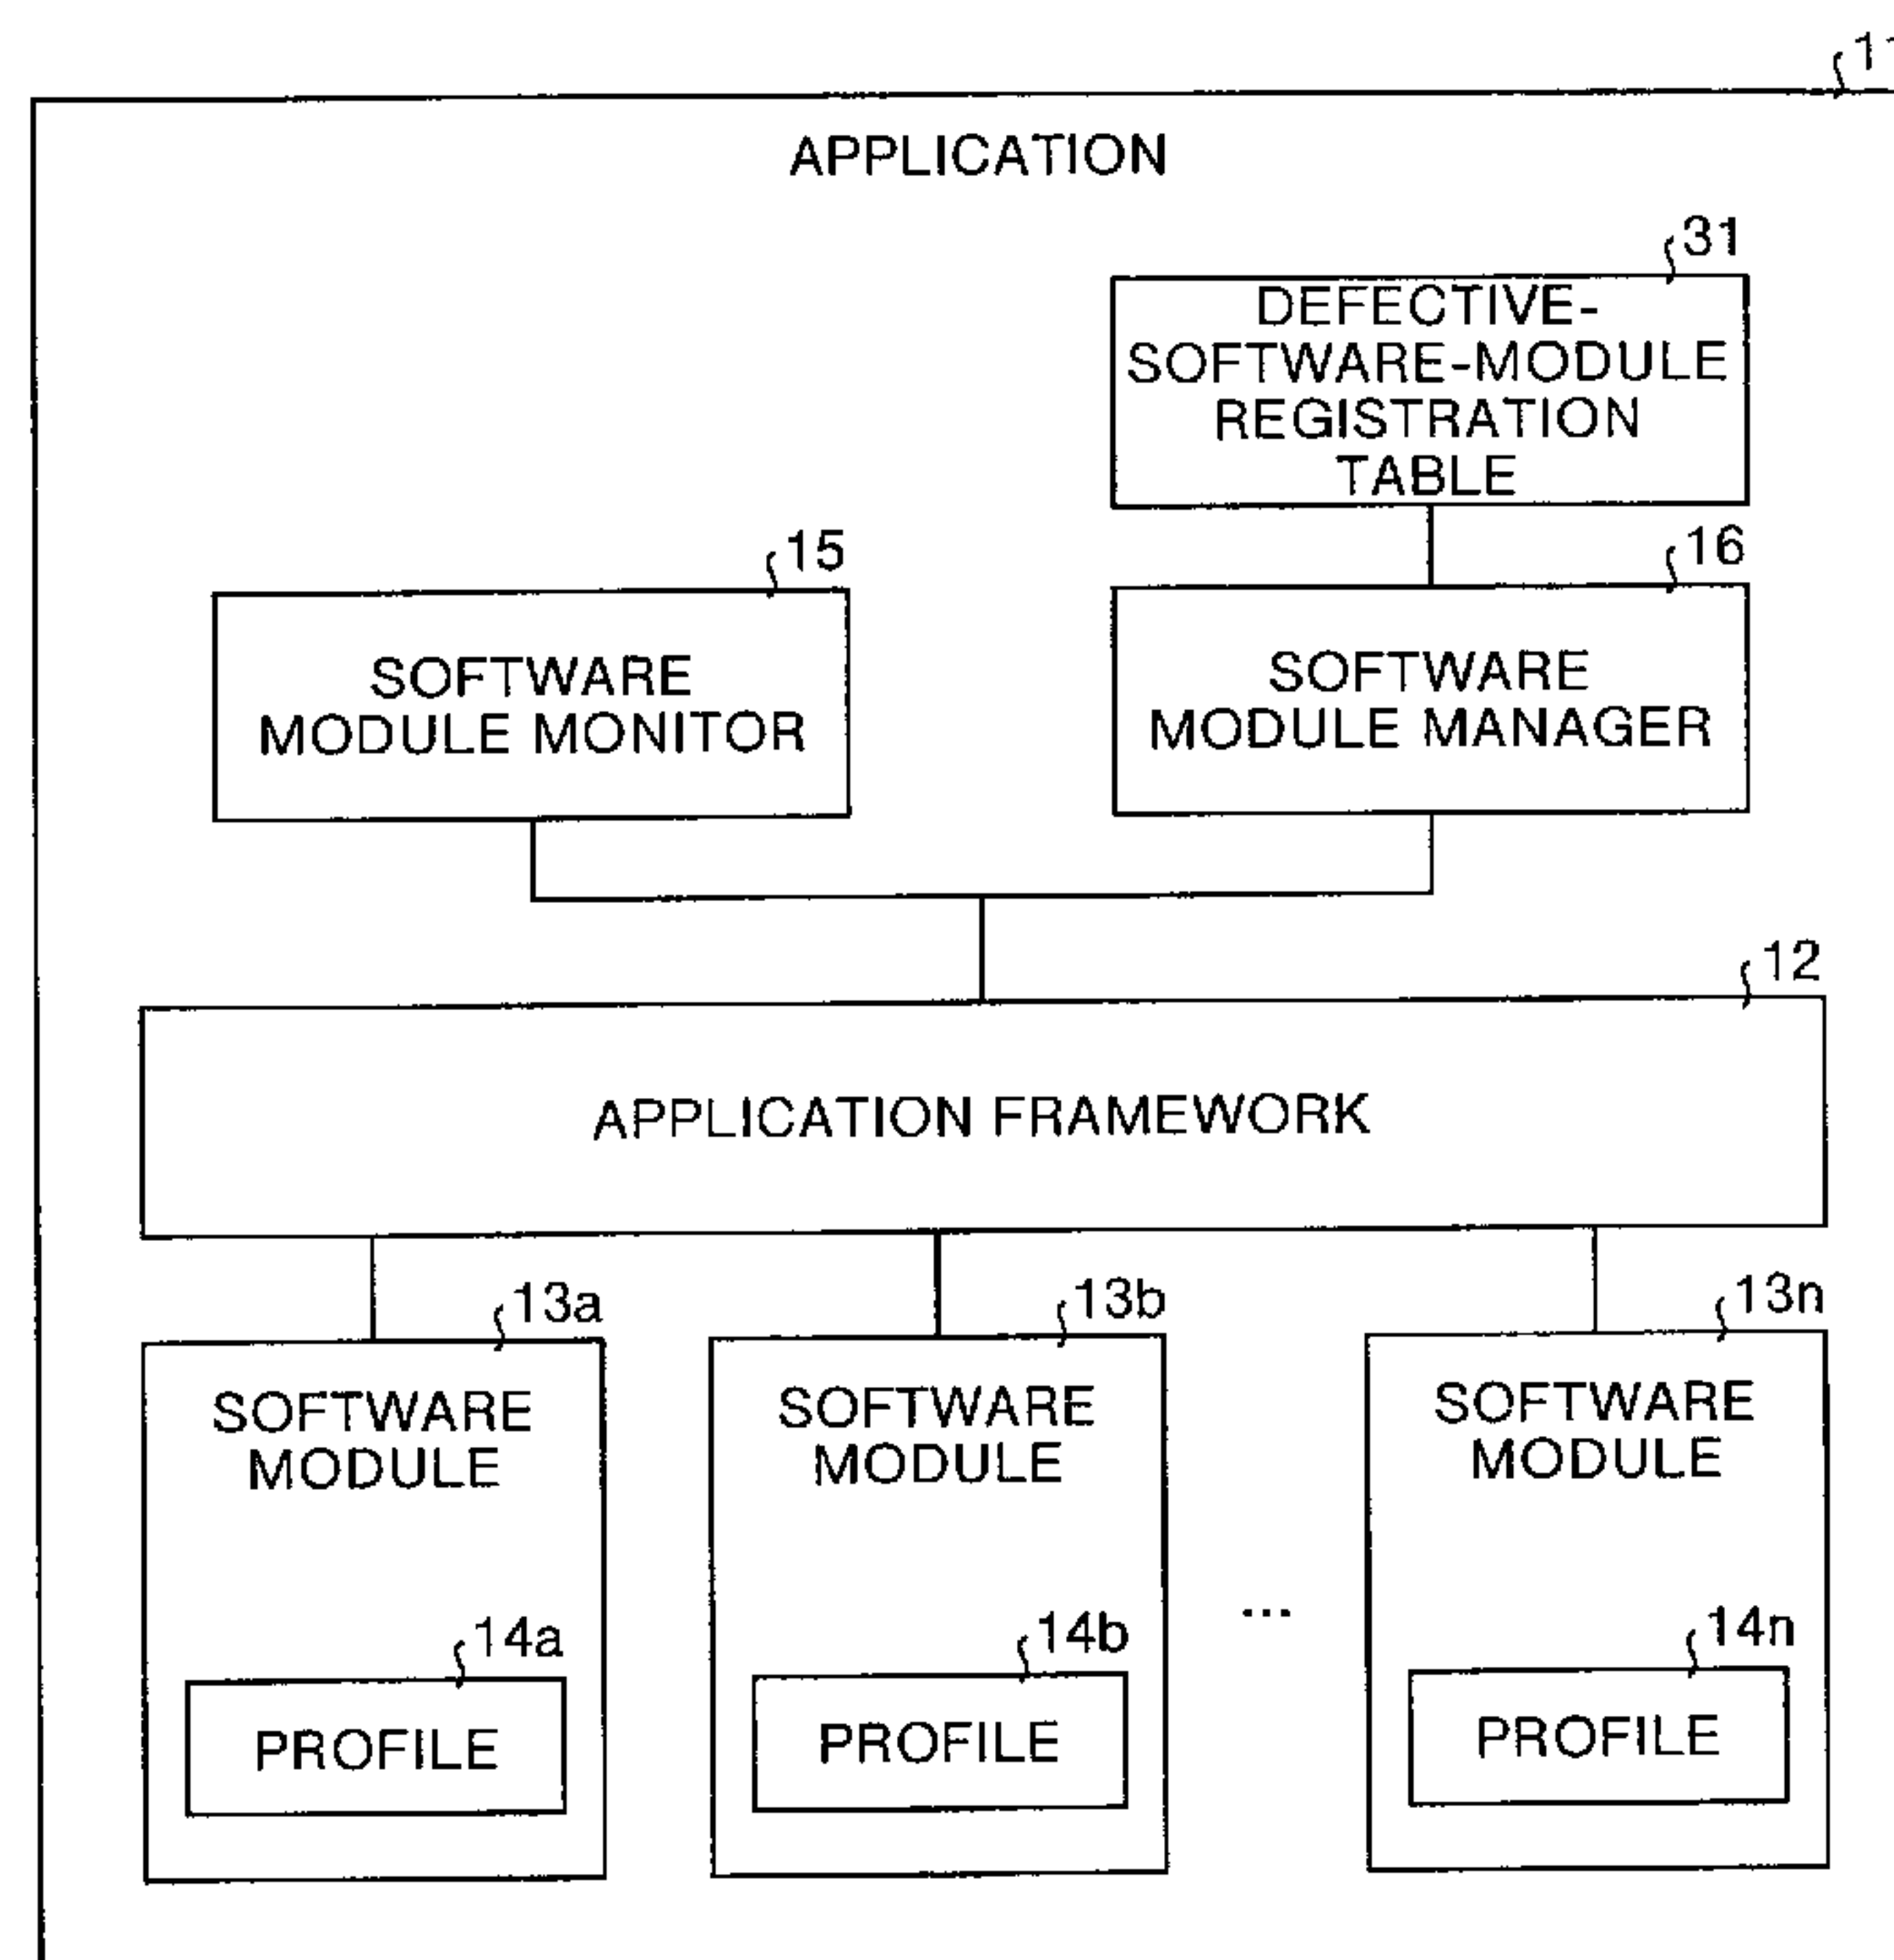 11
APPLICATION
31
DEFECTIVE-
SOFTWARE-MODULE
REGISTRATION
TABLE
15
16
SOFTWARE
MODULE MONITOR
SOFTWARE
MODULE MANAGER
12
APPLICATION FRAMEWORK
13a
13b
13n
SOFTWARE
MODULE
SOFTWARE
MODULE
SOFTWARE
MODULE
...
14a
14b
14n
PROFILE
PROFILE
PROFILE